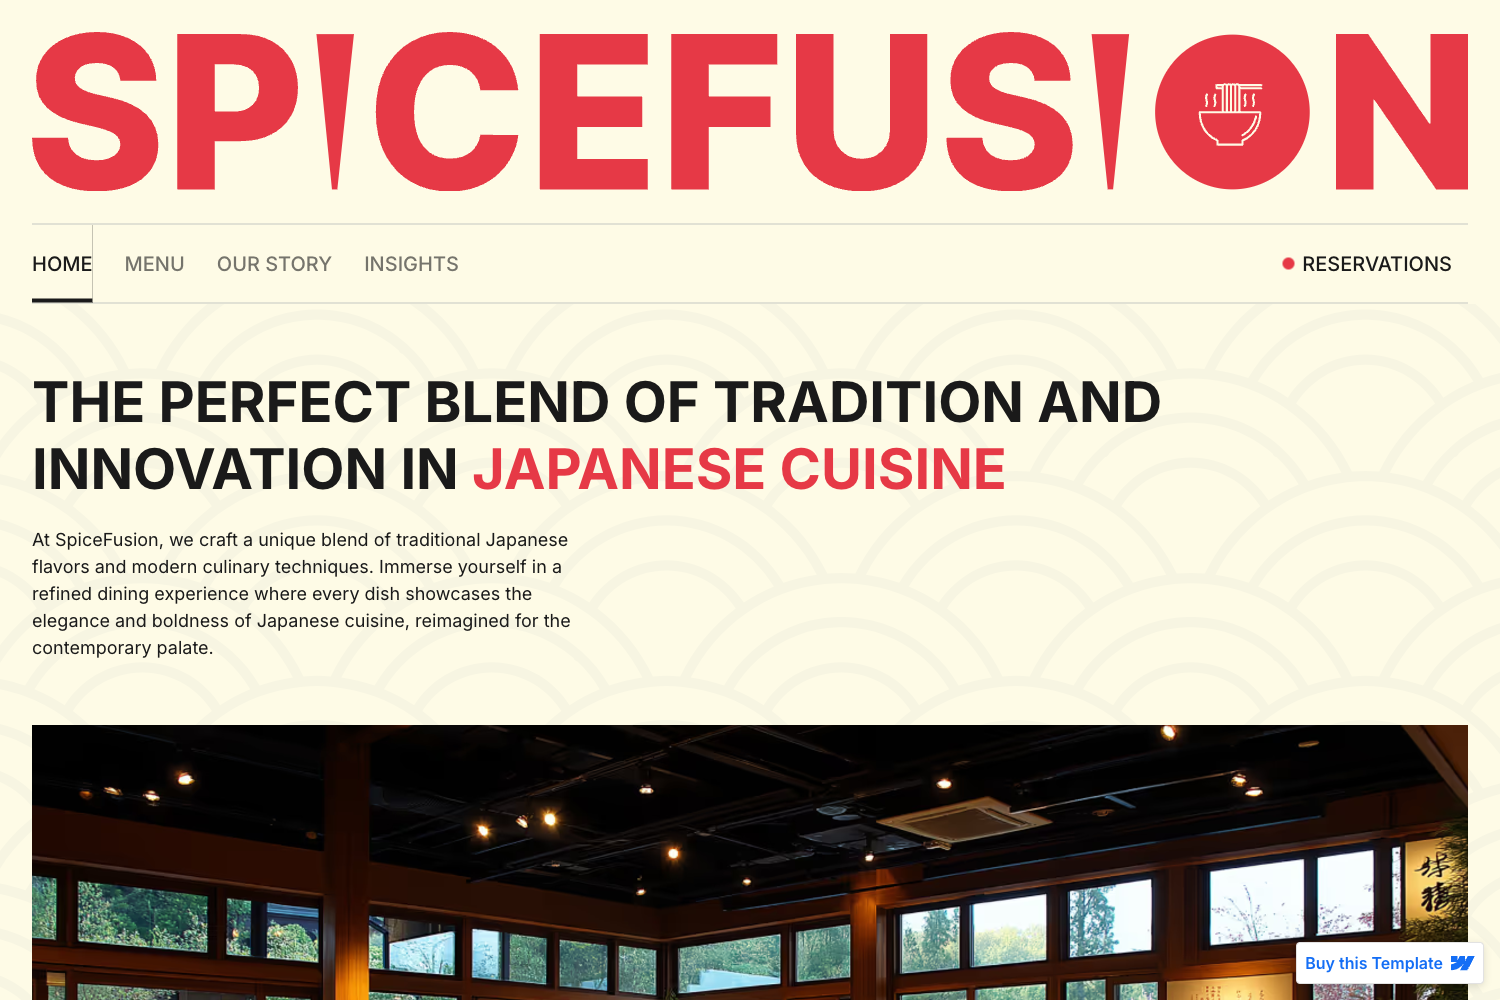 SPICEFUSION
HOME
MENU
OUR STORY
INSIGHTS
RESERVATIONS
THE PERFECT BLEND OF TRADITION AND
INNOVATION IN JAPANESE CUISINE
At SpiceFusion, we craft a unique blend of traditional Japanese
flavors and modern culinary techniques. Immerse yourself in a
refined dining experience where every dish showcases the
elegance and boldness of Japanese cuisine, reimagined for the
contemporary palate.
Buy this Template